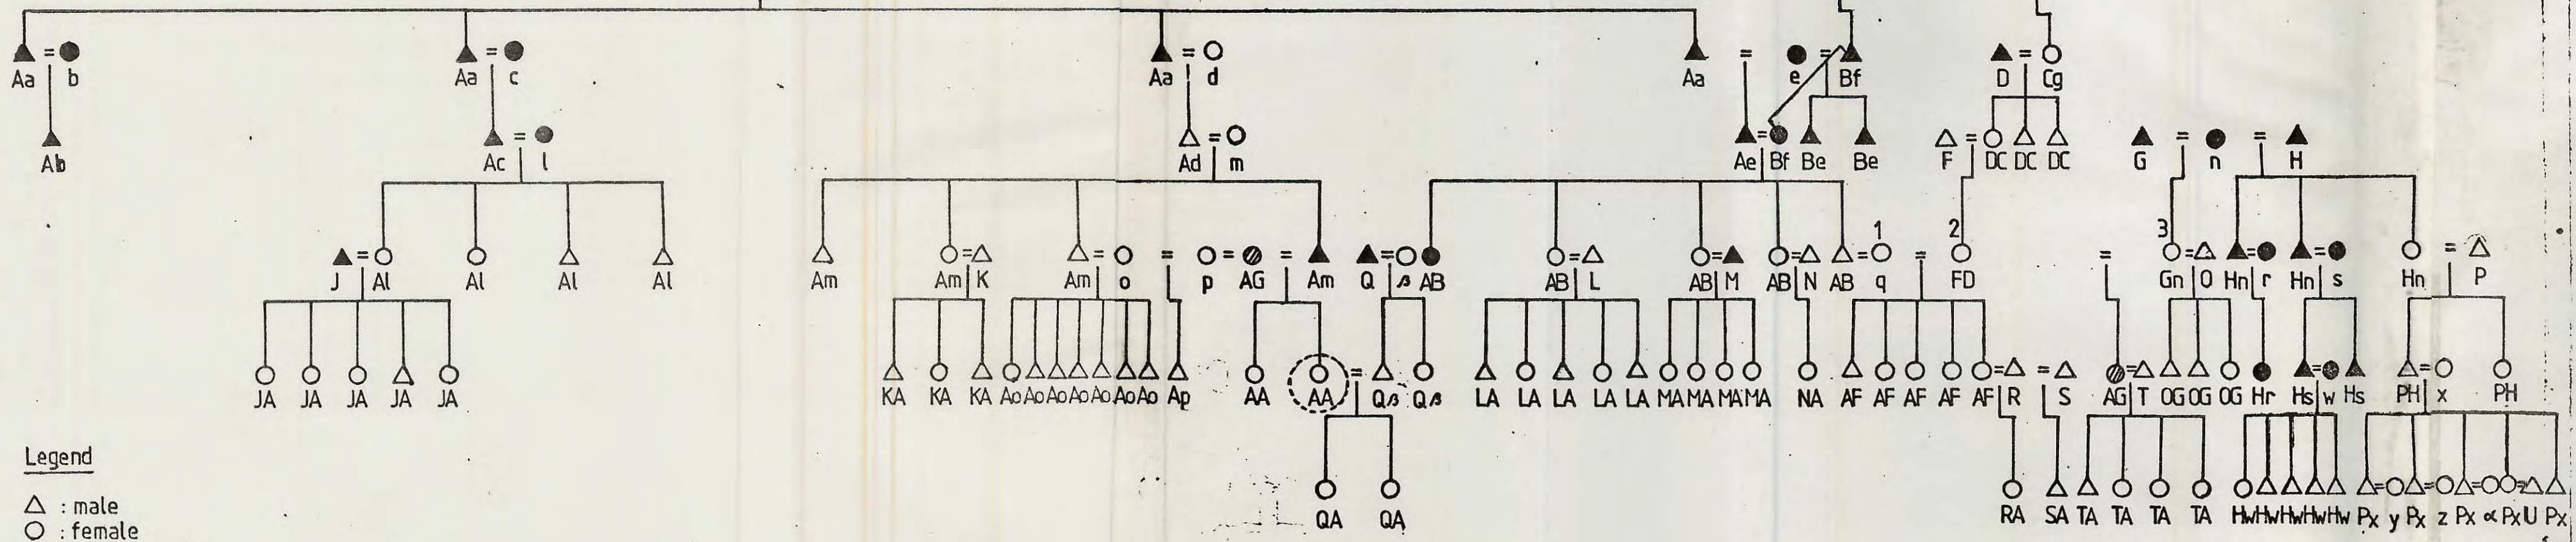 Aa b Aa c Aa d Aa e Bf D Cg
Ab Ac l Ad m Ae Bf Be Be F DC DC DC G n H
1 2 3
J Al Al Al Al Am Am K Am o p AG Am Q ß AB AB L AB M AB N AB q FD Gn O Hn r Hn s Hn P
JA JA JA JA JA KA KA KA Ao Ao Ao Ao Ao Ao Ao Ap AA AA Qß Qß LA LA LA LA LA MA MA MA MA NA AF AF AF AF AF R S AG T OG OG OG Hr Hs w Hs PH x PH
Legend
: male
QA QA RA SA TA TA TA TA Hw Hw Hw Hw Hw Px y Px z Px α Px U Px
: female